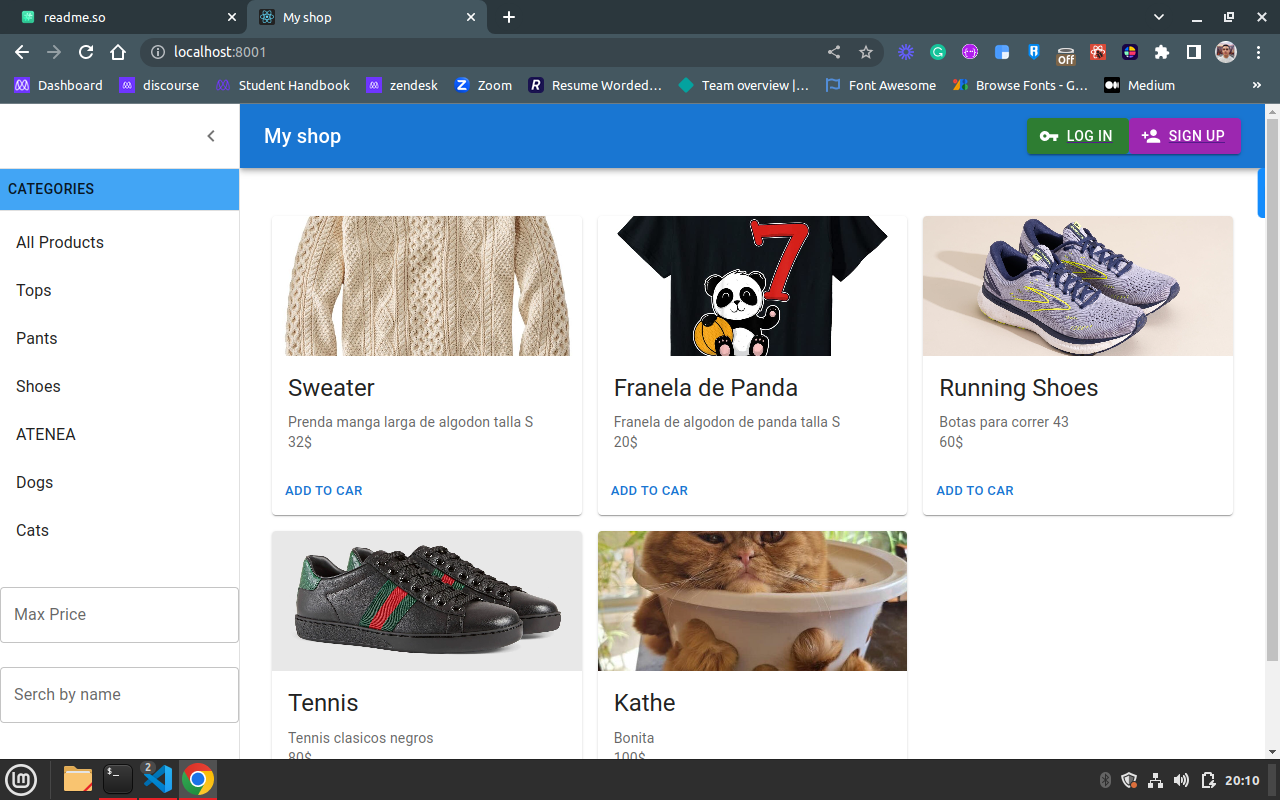 readme.so
My shop
localhost:8001
Off
Dashboard
discourse
Student Handbook
zendesk
Zoom
Resume Worded...
Team overview |...
Font Awesome
Browse Fonts - G...
Medium
»
My shop
LOG IN
SIGN UP
CATEGORIES
All Products
Tops
Pants
Shoes
ATENEA
Dogs
Cats
Max Price
Serch by name
7
Sweater
Prenda manga larga de algodon talla S
32$
ADD TO CAR
Franela de Panda
Franela de algodon de panda talla S
20$
ADD TO CAR
Running Shoes
Botas para correr 43
60$
ADD TO CAR
Tennis
Tennis clasicos negros
80$
Kathe
Bonita
100$
2
20:10